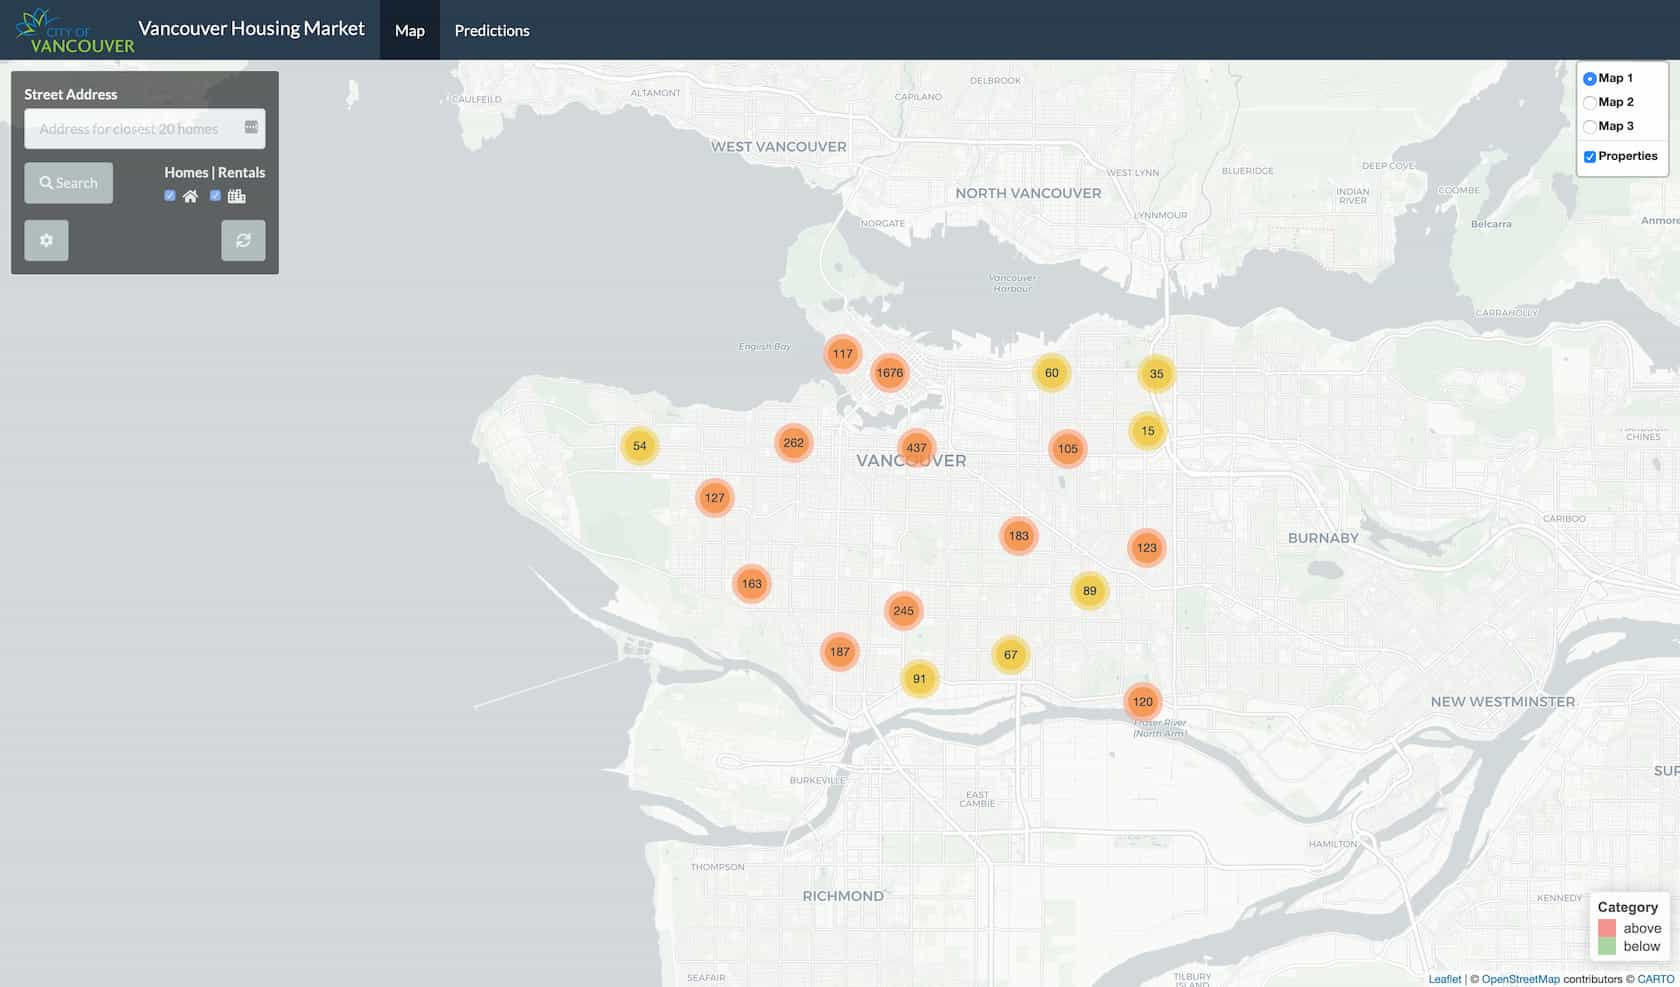 CITY OF
VANCOUVER
Vancouver Housing Market
Map
Predictions
Street Address
Address for closest 20 homes
Search
Homes | Rentals
Map 1
Map 2
Map 3
Properties
DELBROOK
CAULFEILD
ALTAMONT
CAPILANO
WEST VANCOUVER
WEST LYNN
BLUERIDGE
DEEP COVE
COMBE
NORTH VANCOUVER
INDIAN
RIVER
LYNNMOUR
NORGATE
Belcarra
Anmore
Vancouver
Harbour
CARRAHOLLY
English Bay
117
1676
60
35
54
262
437
105
15
CHINES
VANCOUVER
127
183
123
CARIBOO
BURNABY
163
89
245
187
67
91
120
NEW WESTMINSTER
Fraser River
(North Arm)
SUR
BURKEVILLE
EAST
CAMBIE
HAMILTON
THOMPSON
RICHMOND
KENNEDY
SEAFAIR
TILBURY
ISLAND
Category
above
below
Leaflet | © OpenStreetMap contributors © CARTO